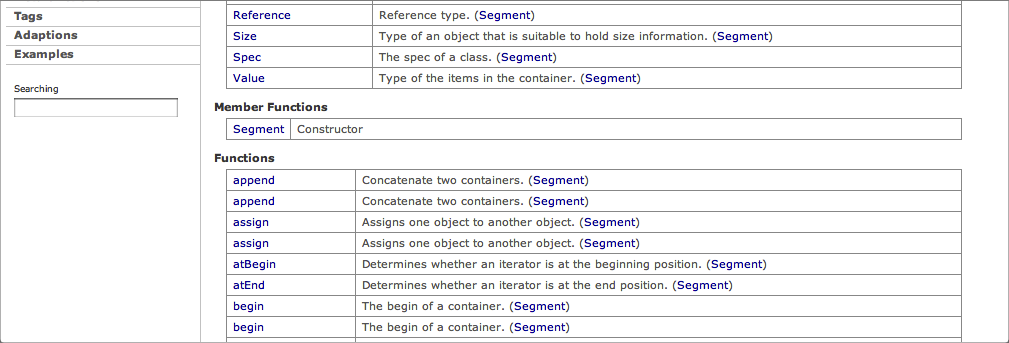 Tags
Adaptions
Examples
Searching
Reference Reference type. (Segment)
Size Type of an object that is suitable to hold size information. (Segment)
Spec The spec of a class. (Segment)
Value Type of the items in the container. (Segment)
Member Functions
Segment Constructor
Functions
append Concatenate two containers. (Segment)
append Concatenate two containers. (Segment)
assign Assigns one object to another object. (Segment)
assign Assigns one object to another object. (Segment)
atBegin Determines whether an iterator is at the beginning position. (Segment)
atEnd Determines whether an iterator is at the end position. (Segment)
begin The begin of a container. (Segment)
begin The begin of a container. (Segment)